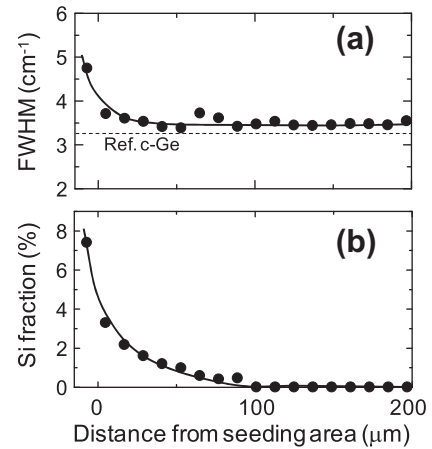 6
5
4
3
2
FWHM (cm⁻¹)
(a)
Ref. c-Ge
8
6
4
2
0
Si fraction (%)
(b)
0 100 200
Distance from seeding area (μm)